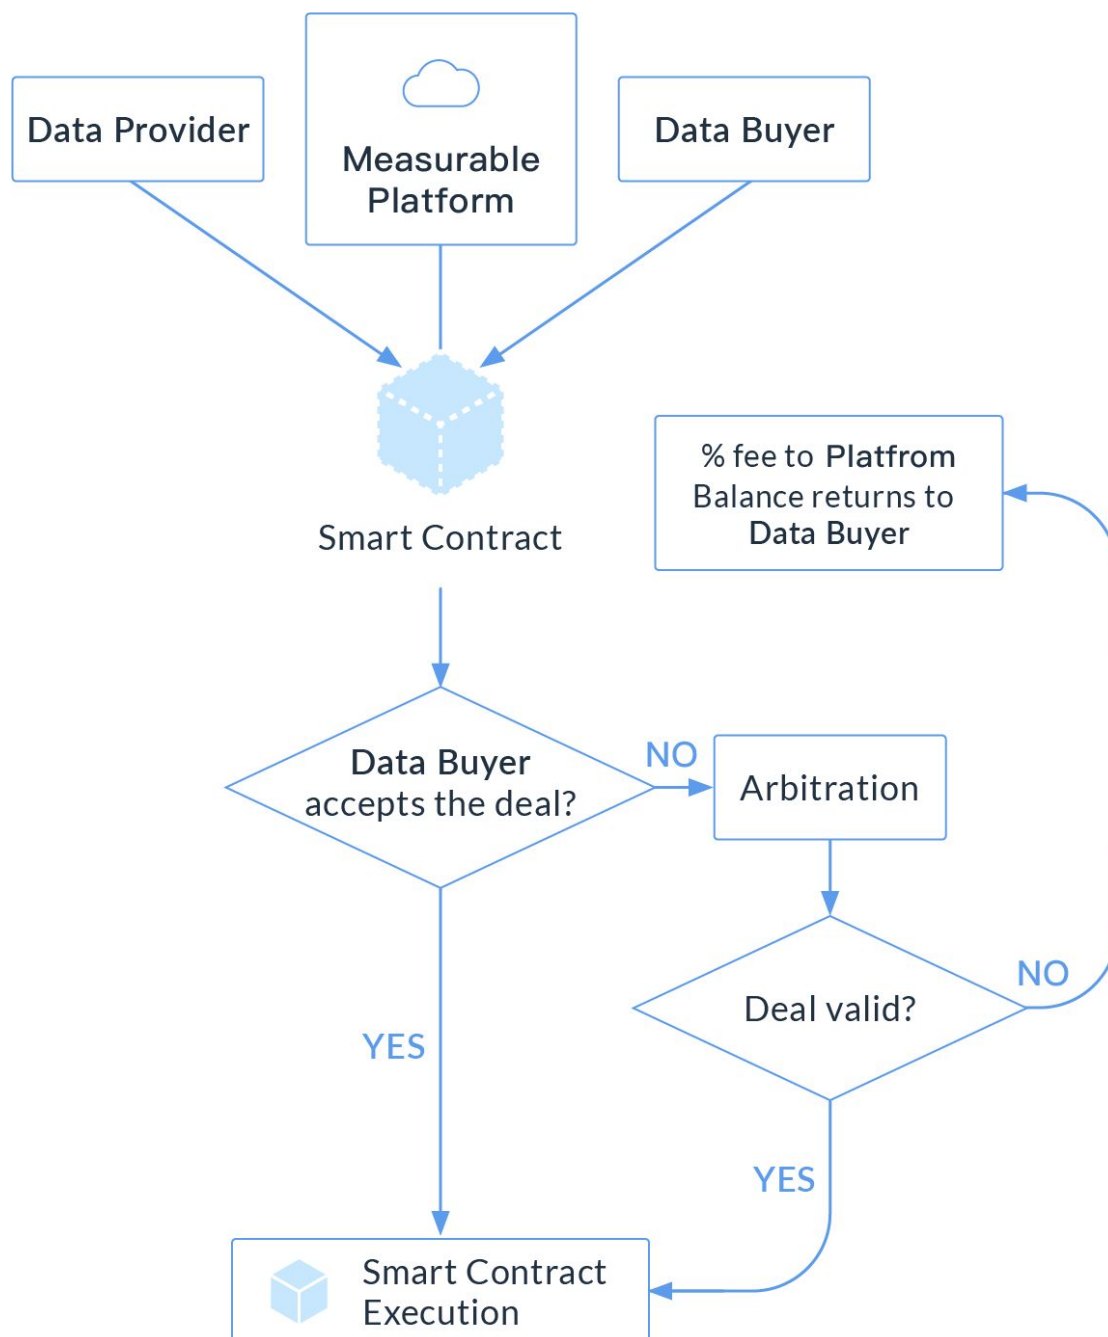 Data Provider
Measurable
Platform
Data Buyer
Smart Contract
% fee to Platfrom
Balance returns to
Data Buyer
Data Buyer
accepts the deal?
NO
Arbitration
Deal valid?
NO
YES
YES
Smart Contract
Execution